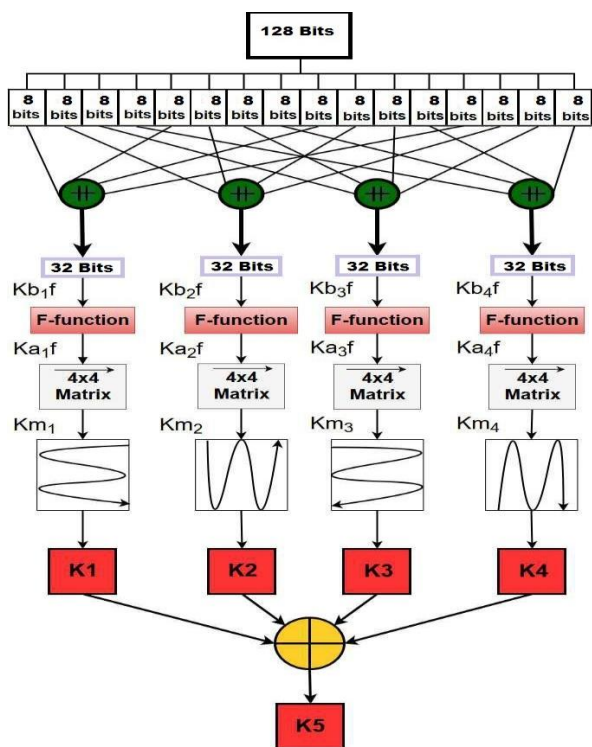 128 Bits
8 8 8 8 8 8 8 8 8 8 8 8 8 8 8 8
bits bits bits bits bits bits bits bits bits bits bits bits bits bits bits bits
32 Bits 32 Bits 32 Bits 32 Bits
Kb1f Kb2f Kb3f Kb4f
F-function F-function F-function F-function
Ka1f Ka2f Ka3f Ka4f
4x4 4x4 4x4 4x4
Matrix Matrix Matrix Matrix
Km1 Km2 Km3 Km4
K1 K2 K3 K4
K5